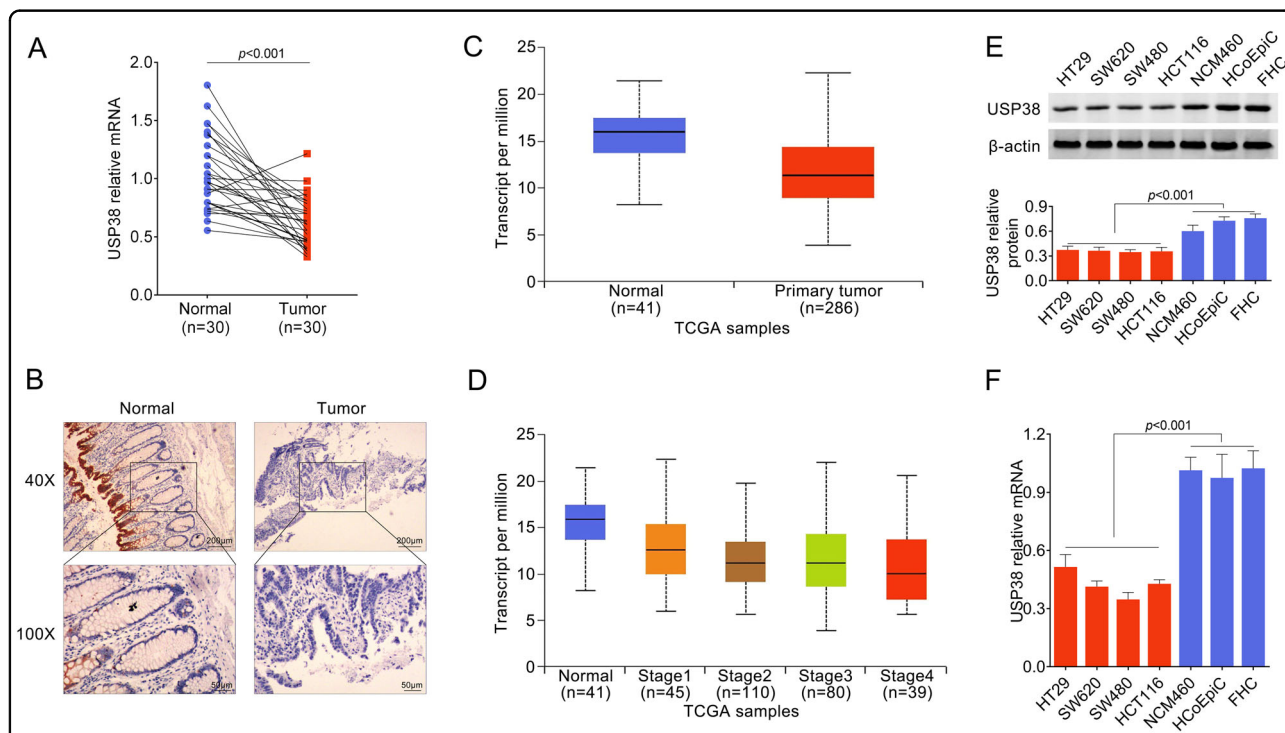 A
p<0.001
USP38 relative mRNA
2.0
1.5
1.0
0.5
0.0
Normal
(n=30)
Tumor
(n=30)
B
Normal
Tumor
40X
200μm
200μm
100X
50μm
50μm
C
Transcript per million
25
20
15
10
5
0
Normal
(n=41)
Primary tumor
(n=286)
TCGA samples
D
Transcript per million
25
20
15
10
5
0
Normal
(n=41)
Stage1
(n=45)
Stage2
(n=110)
Stage3
(n=80)
Stage4
(n=39)
TCGA samples
E
HT29
SW620
SW480
HCT116
NCM460
HCoEpiC
FHC
USP38
β-actin
p<0.001
USP38 relative
protein
0.9
0.6
0.3
0.0
HT29
SW620
SW480
HCT116
NCM460
HCoEpiC
FHC
F
p<0.001
USP38 relative mRNA
1.2
0.9
0.6
0.3
0.0
HT29
SW620
SW480
HCT116
NCM460
HCoEpiC
FHC